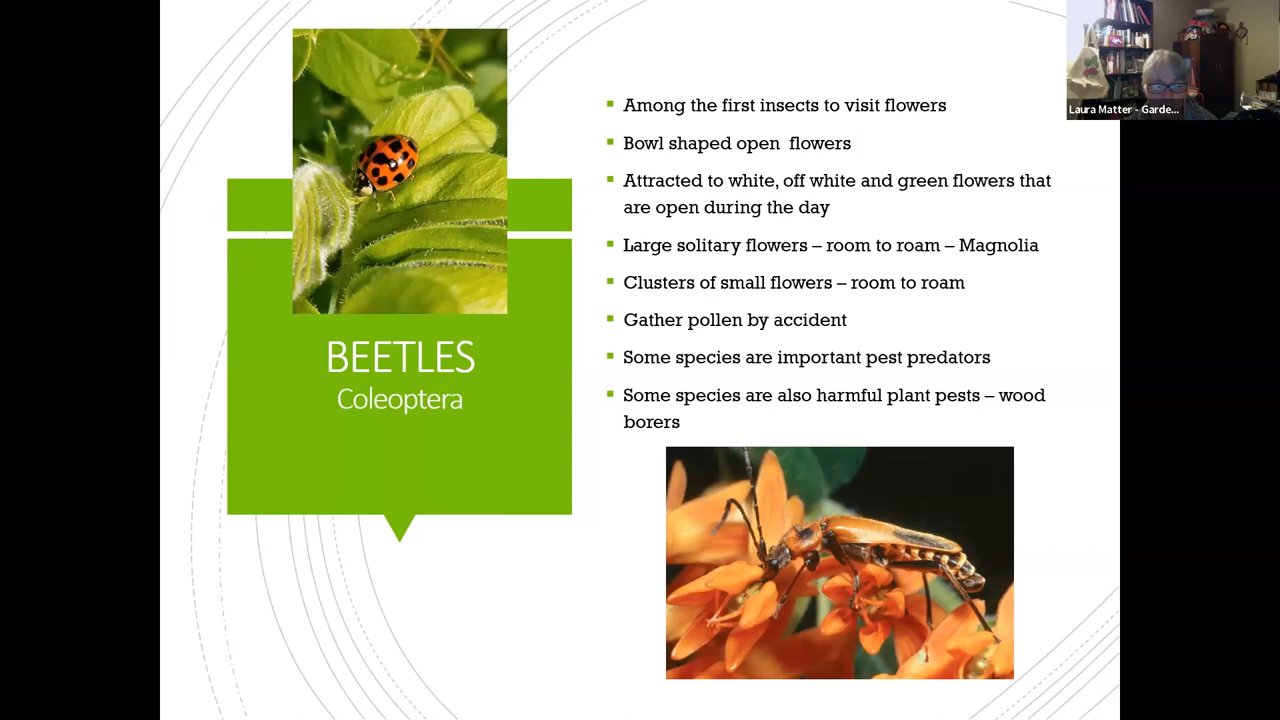 Laura Matter - Garde...
Among the first insects to visit flowers
Bowl shaped open  flowers
Attracted to white, off white and green flowers that
are open during the day
Large solitary flowers – room to roam – Magnolia
Clusters of small flowers – room to roam
Gather pollen by accident
Some species are important pest predators
Some species are also harmful plant pests – wood
borers
BEETLES
Coleoptera